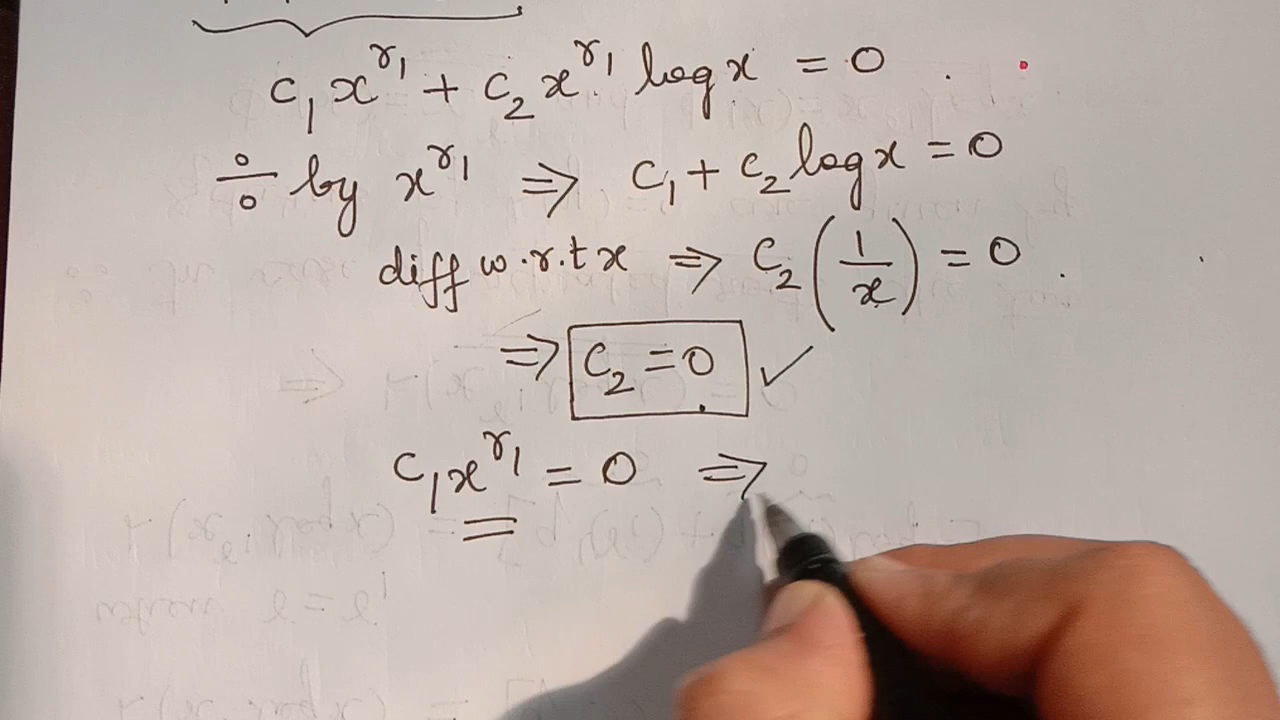 c₁x^r₁ + c₂x^r₁ log x = 0 .
÷ by x^r₁ ⇒ c₁ + c₂ log x = 0
diff w.r.t x ⇒ c₂(1/x) = 0 .
⇒ c₂ = 0 ✓
c₁x^r₁ = 0 ⇒